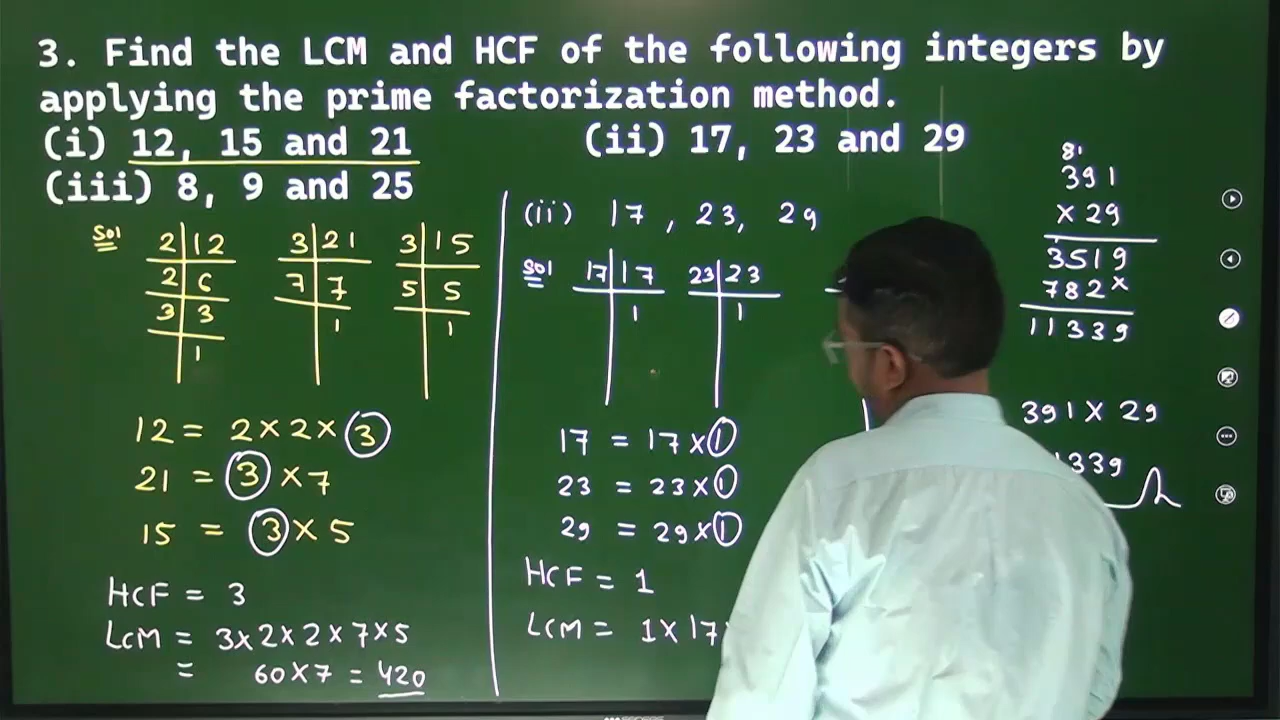 3. Find the LCM and HCF of the following integers by
applying the prime factorization method.
(i) 12, 15 and 21
(ii) 17, 23 and 29
(iii) 8, 9 and 25
Sol
2 | 12
2 | 6
3 | 3
1
3 | 21
7 | 7
1
3 | 15
5 | 5
1
12 = 2 × 2 × 3
21 = 3 × 7
15 = 3 × 5
HCF = 3
LCM = 3 × 2 × 2 × 7 × 5
= 60 × 7 = 420
(ii) 17 , 23, 29
Sol
17 | 17
1
23 | 23
1
17 = 17 × 1
23 = 23 × 1
29 = 29 × 1
HCF = 1
LCM = 1 × 17
81
391
× 29
3519
782×
11339
391 × 29
339